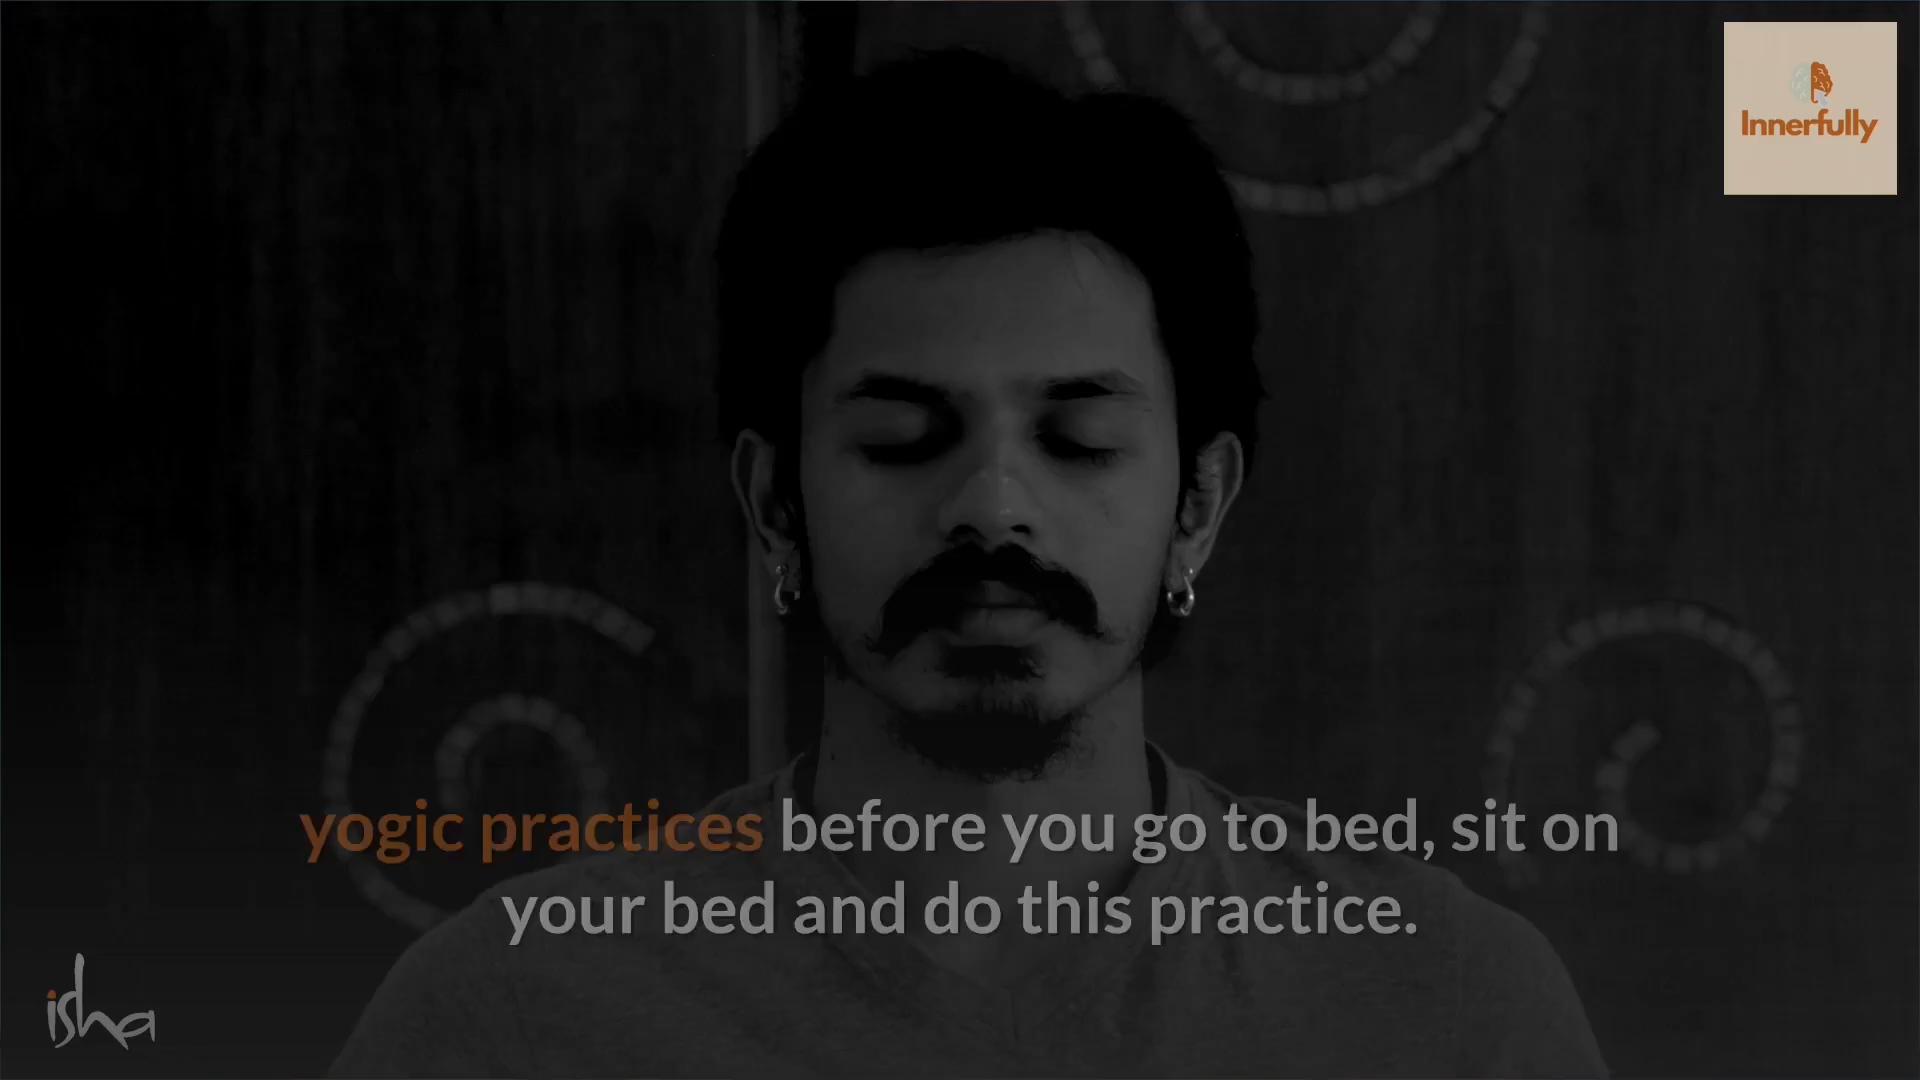 Innerfully
yogic practices before you go to bed, sit on
your bed and do this practice.
isha